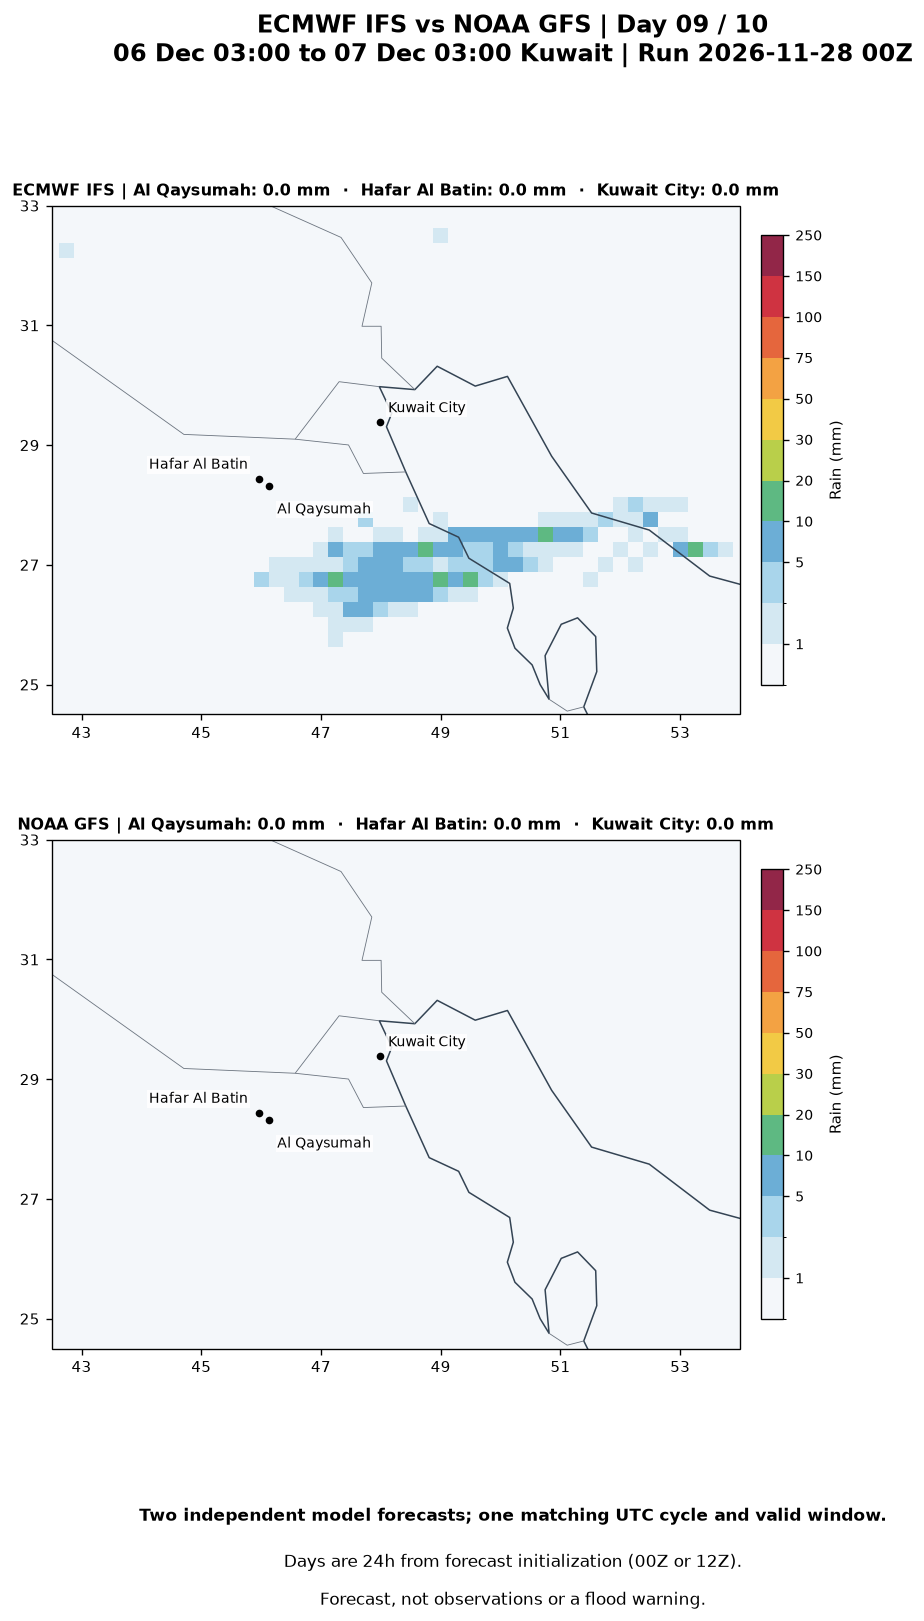 ECMWF IFS vs NOAA GFS | Day 09 / 10
06 Dec 03:00 to 07 Dec 03:00 Kuwait | Run 2026-11-28 00Z
ECMWF IFS | Al Qaysumah: 0.0 mm · Hafar Al Batin: 0.0 mm · Kuwait City: 0.0 mm
33
31
29
27
25
43
45
47
49
51
53
Kuwait City
Hafar Al Batin
Al Qaysumah
250
150
100
75
50
30
20
10
5
1
Rain (mm)
NOAA GFS | Al Qaysumah: 0.0 mm · Hafar Al Batin: 0.0 mm · Kuwait City: 0.0 mm
33
31
29
27
25
43
45
47
49
51
53
Kuwait City
Hafar Al Batin
Al Qaysumah
250
150
100
75
50
30
20
10
5
1
Rain (mm)
Two independent model forecasts; one matching UTC cycle and valid window.
Days are 24h from forecast initialization (00Z or 12Z).
Forecast, not observations or a flood warning.